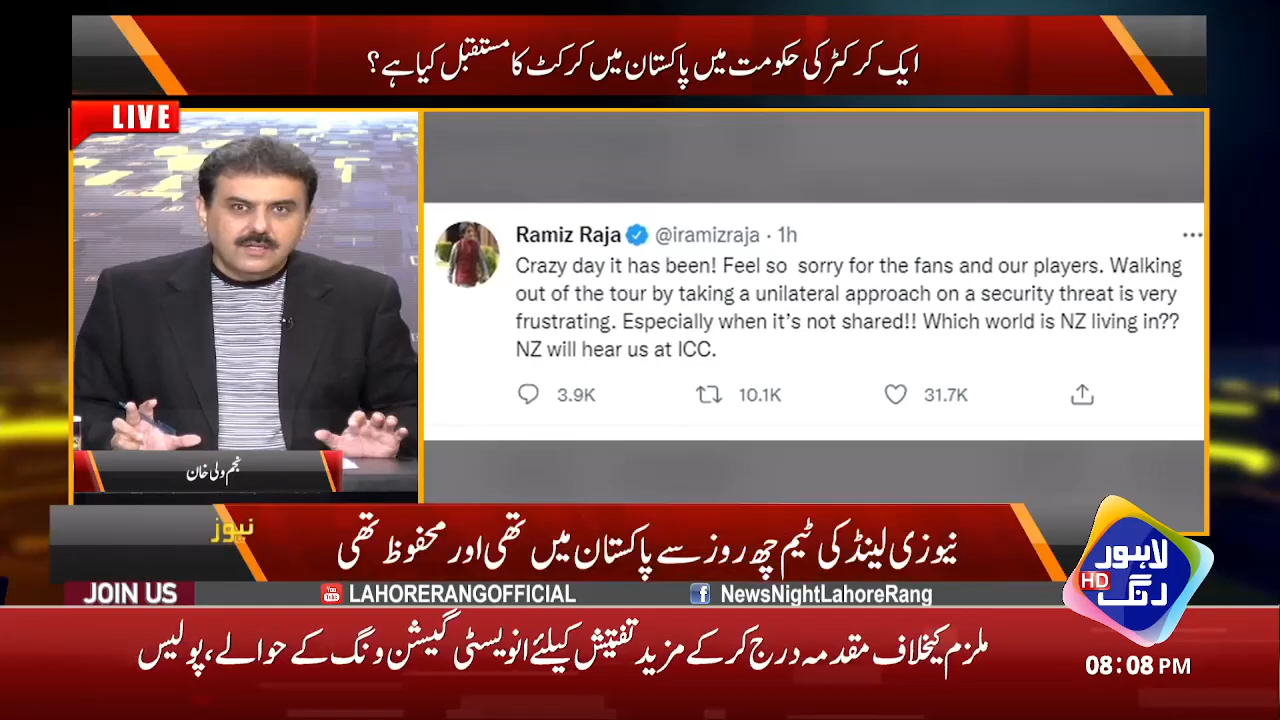 ایک کرکٹر کی حکومت میں پاکستان میں کرکٹ کا مستقبل کیا ہے؟
LIVE
Ramiz Raja @iramizraja · 1h
Crazy day it has been! Feel so sorry for the fans and our players. Walking
out of the tour by taking a unilateral approach on a security threat is very
frustrating. Especially when it's not shared!! Which world is NZ living in??
NZ will hear us at ICC.
3.9K 10.1K 31.7K
نجم ولی خان
نیوز
نیوزی لینڈ کی ٹیم چھ روز سے پاکستان میں تھی اور محفوظ تھی
لاہور
HD
رنگ
JOIN US
You Tube LAHORERANGOFFICIAL
f NewsNightLahoreRang
ملزم کیخلاف مقدمہ درج کر کے مزید تفتیش کیلئے انویسٹی گیشن ونگ کے حوالے، پولیس
08:08 PM